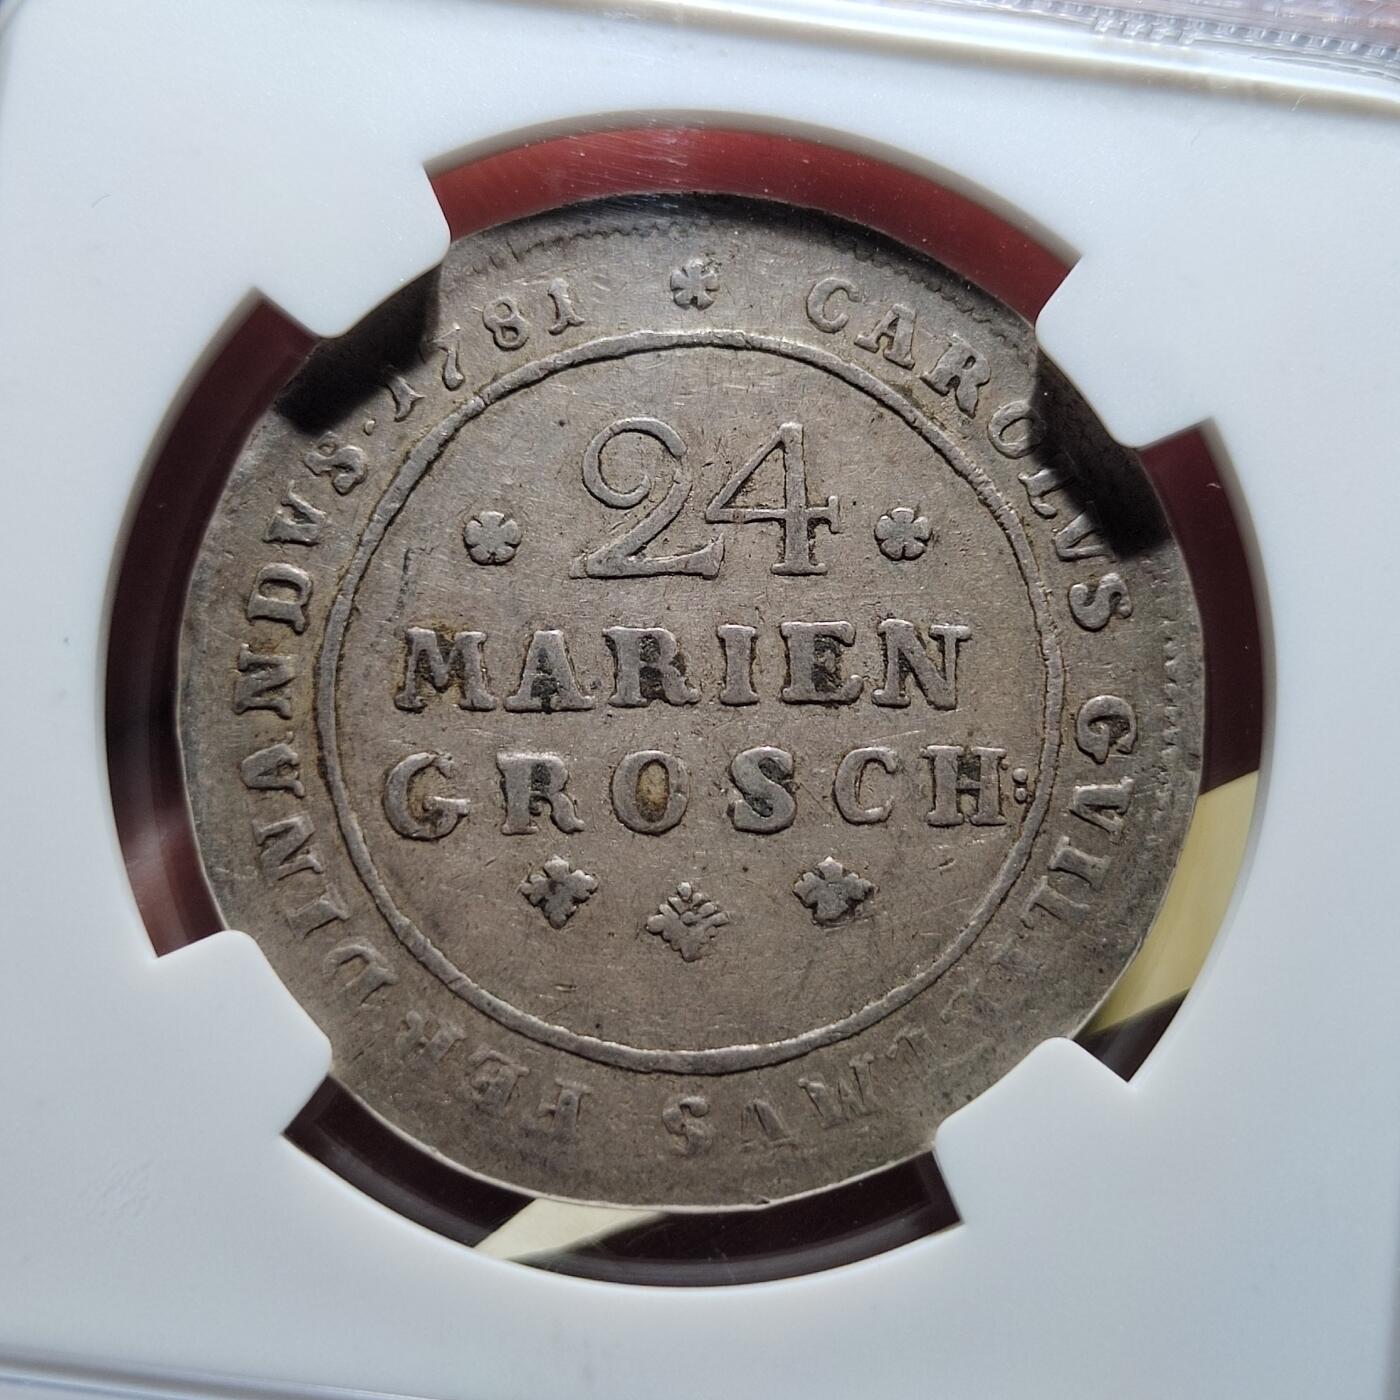 CAROLVS GVILIELMVS FERDINANDVS·1781
24
MARIEN
GROSCH: